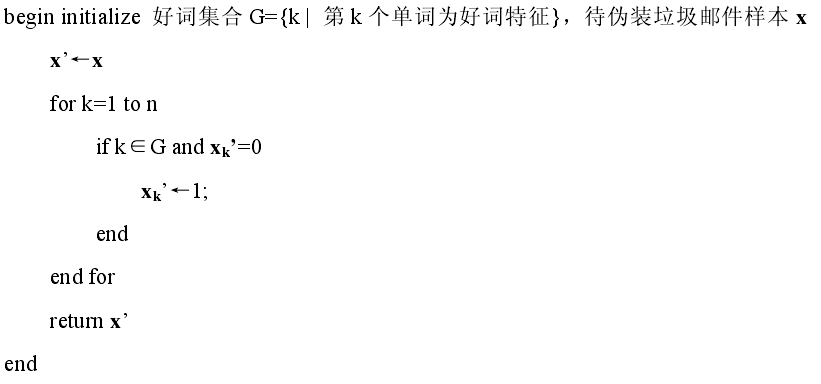 begin initialize 好词集合 G={k | 第 k 个单词为好词特征}，待伪装垃圾邮件样本 x
x’←x
for k=1 to n
if k∈G and xk’=0
xk’←1;
end
end for
return x’
end